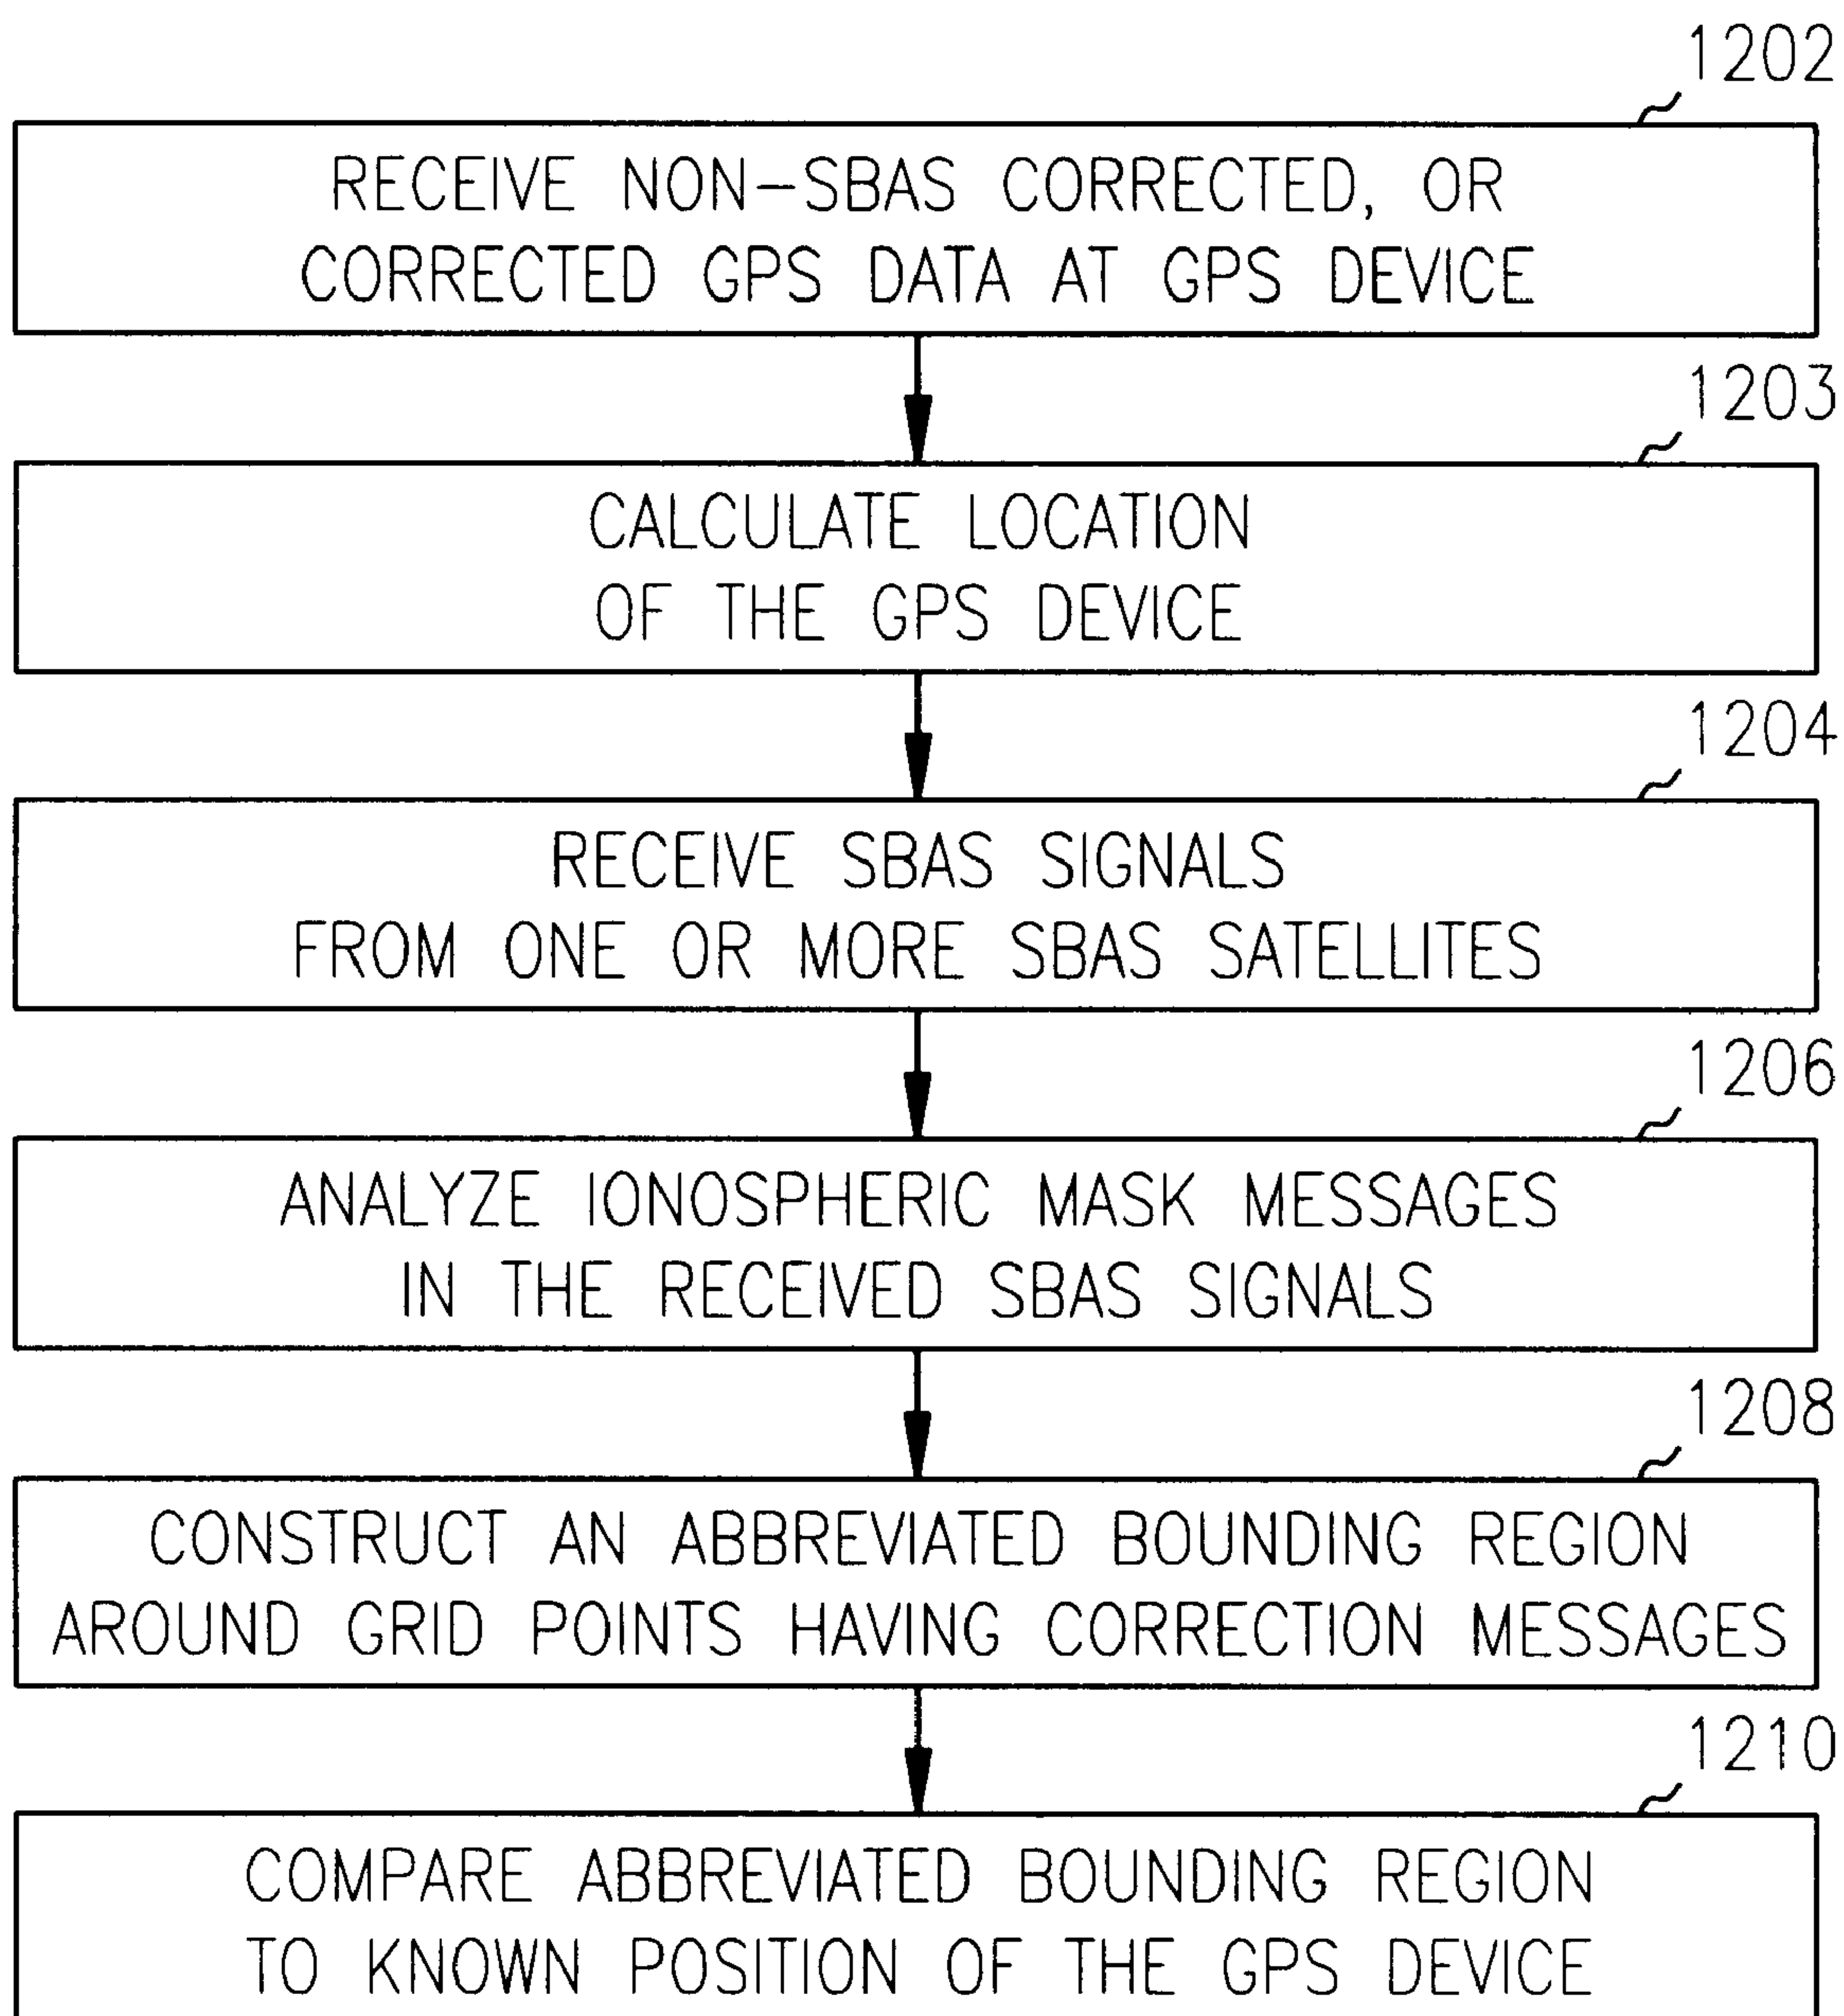 1202
RECEIVE NON-SBAS CORRECTED, OR
CORRECTED GPS DATA AT GPS DEVICE
1203
CALCULATE LOCATION
OF THE GPS DEVICE
1204
RECEIVE SBAS SIGNALS
FROM ONE OR MORE SBAS SATELLITES
1206
ANALYZE IONOSPHERIC MASK MESSAGES
IN THE RECEIVED SBAS SIGNALS
1208
CONSTRUCT AN ABBREVIATED BOUNDING REGION
AROUND GRID POINTS HAVING CORRECTION MESSAGES
1210
COMPARE ABBREVIATED BOUNDING REGION
TO KNOWN POSITION OF THE GPS DEVICE